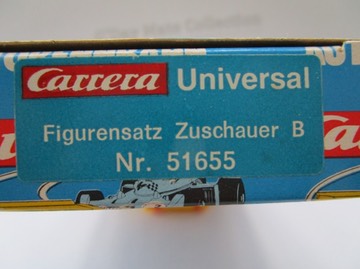 Carrera Universal
Figurensatz Zuschauer B
Nr. 51655